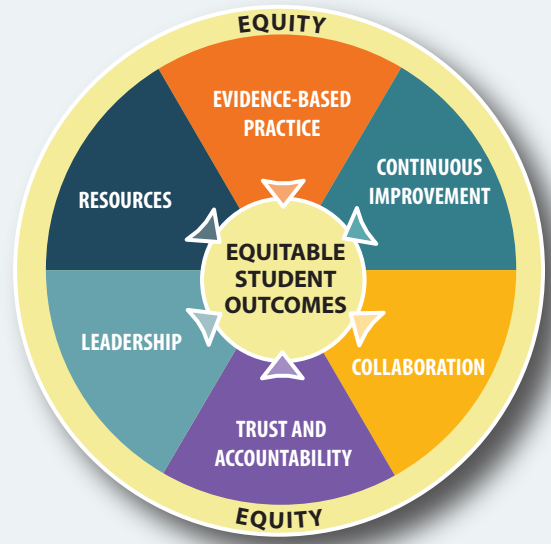 EQUITY
EVIDENCE-BASED
PRACTICE
CONTINUOUS
IMPROVEMENT
RESOURCES
EQUITABLE
STUDENT
OUTCOMES
LEADERSHIP
COLLABORATION
TRUST AND
ACCOUNTABILITY
EQUITY